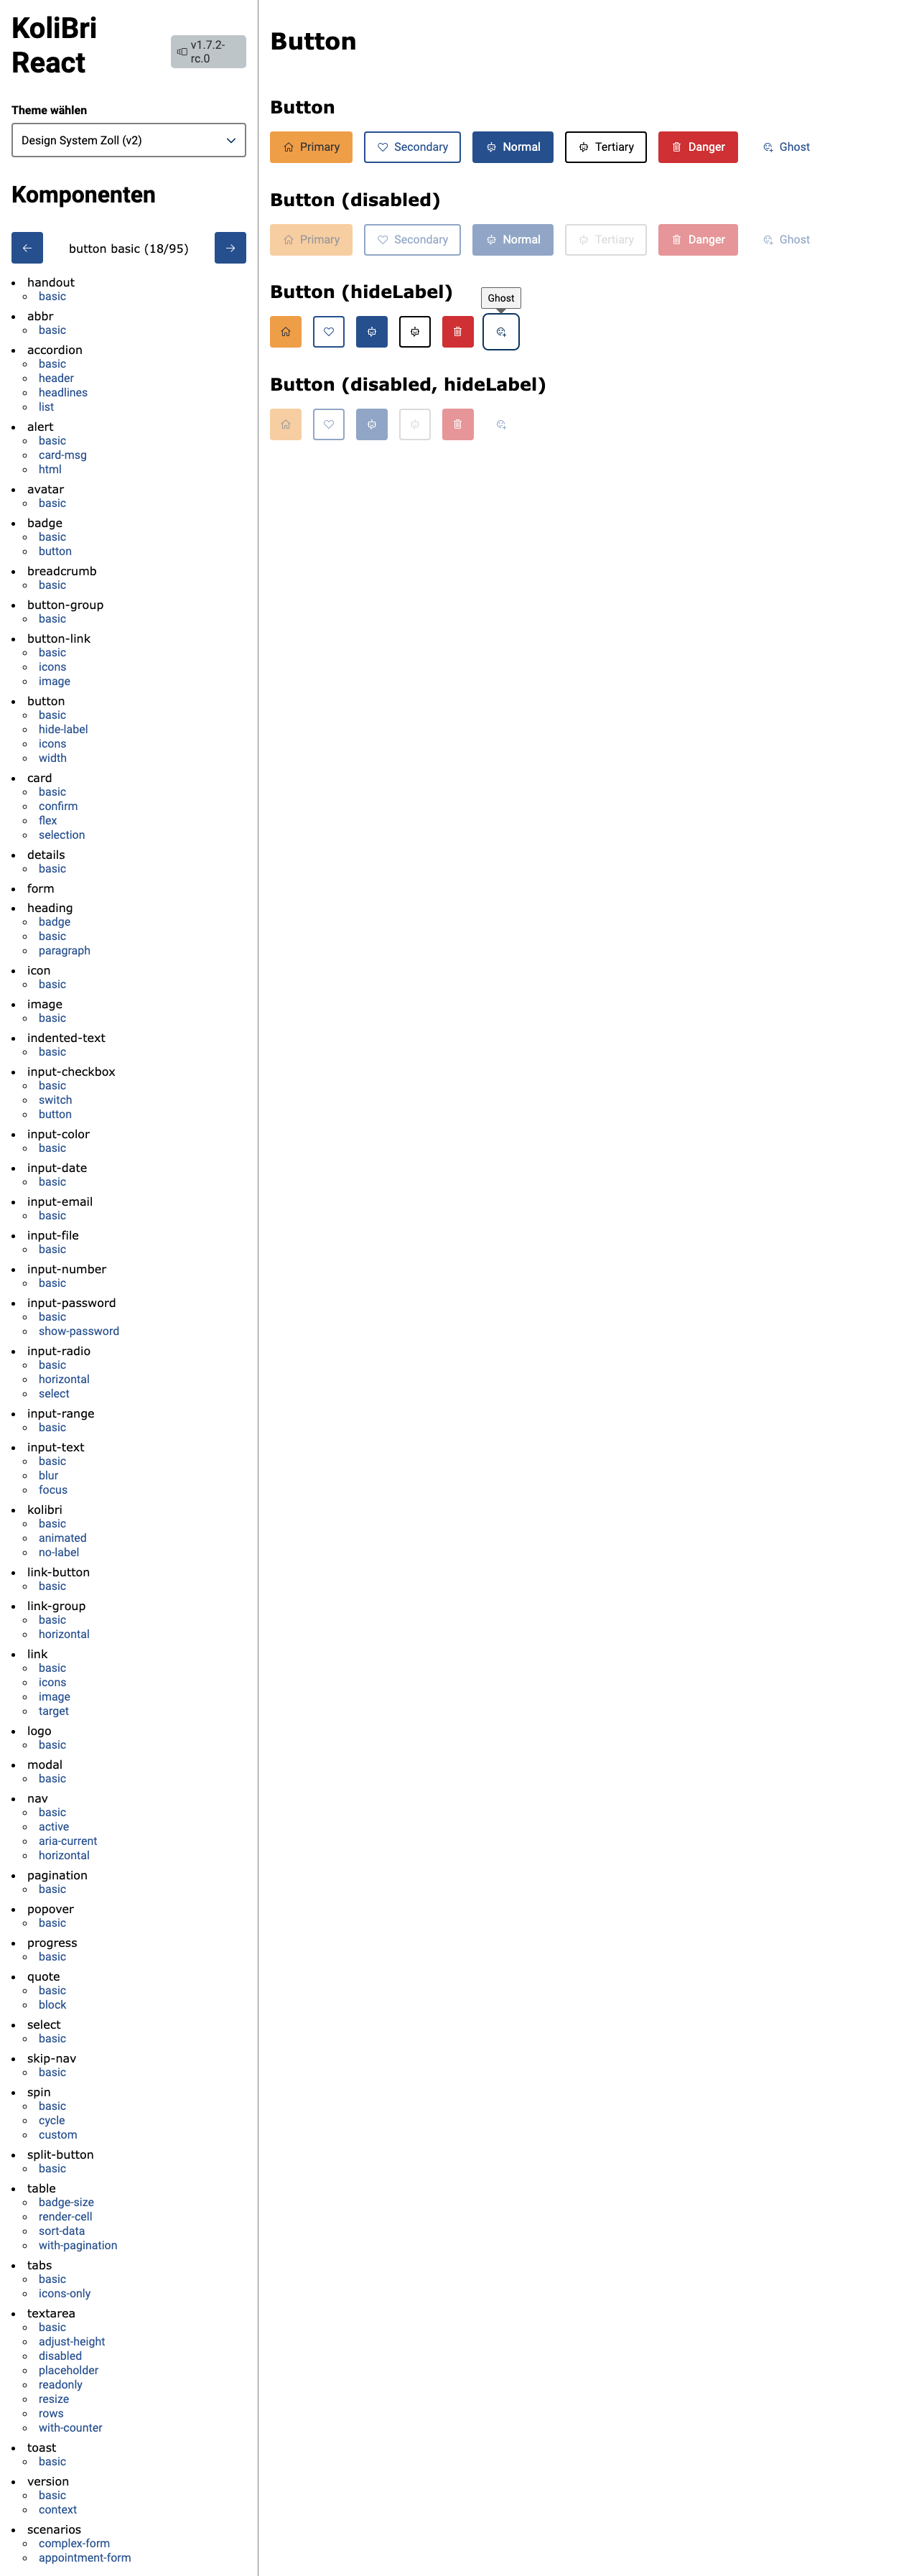 KoliBri
React
v1.7.2-
rc.0
Theme wählen
Design System Zoll (v2)
Komponenten
button basic (18/95)
handout
basic
abbr
basic
accordion
basic
header
headlines
list
alert
basic
card-msg
html
avatar
basic
badge
basic
button
breadcrumb
basic
button-group
basic
button-link
basic
icons
image
button
basic
hide-label
icons
width
card
basic
confirm
flex
selection
details
basic
form
heading
badge
basic
paragraph
icon
basic
image
basic
indented-text
basic
input-checkbox
basic
switch
button
input-color
basic
input-date
basic
input-email
basic
input-file
basic
input-number
basic
input-password
basic
show-password
input-radio
basic
horizontal
select
input-range
basic
input-text
basic
blur
focus
kolibri
basic
animated
no-label
link-button
basic
link-group
basic
horizontal
link
basic
icons
image
target
logo
basic
modal
basic
nav
basic
active
aria-current
horizontal
pagination
basic
popover
basic
progress
basic
quote
basic
block
select
basic
skip-nav
basic
spin
basic
cycle
custom
split-button
basic
table
badge-size
render-cell
sort-data
with-pagination
tabs
basic
icons-only
textarea
basic
adjust-height
disabled
placeholder
readonly
resize
rows
with-counter
toast
basic
version
basic
context
scenarios
complex-form
appointment-form
Button
Button
Primary Secondary Normal Tertiary Danger Ghost
Button (disabled)
Primary Secondary Normal Tertiary Danger Ghost
Button (hideLabel)
Ghost
Button (disabled, hideLabel)